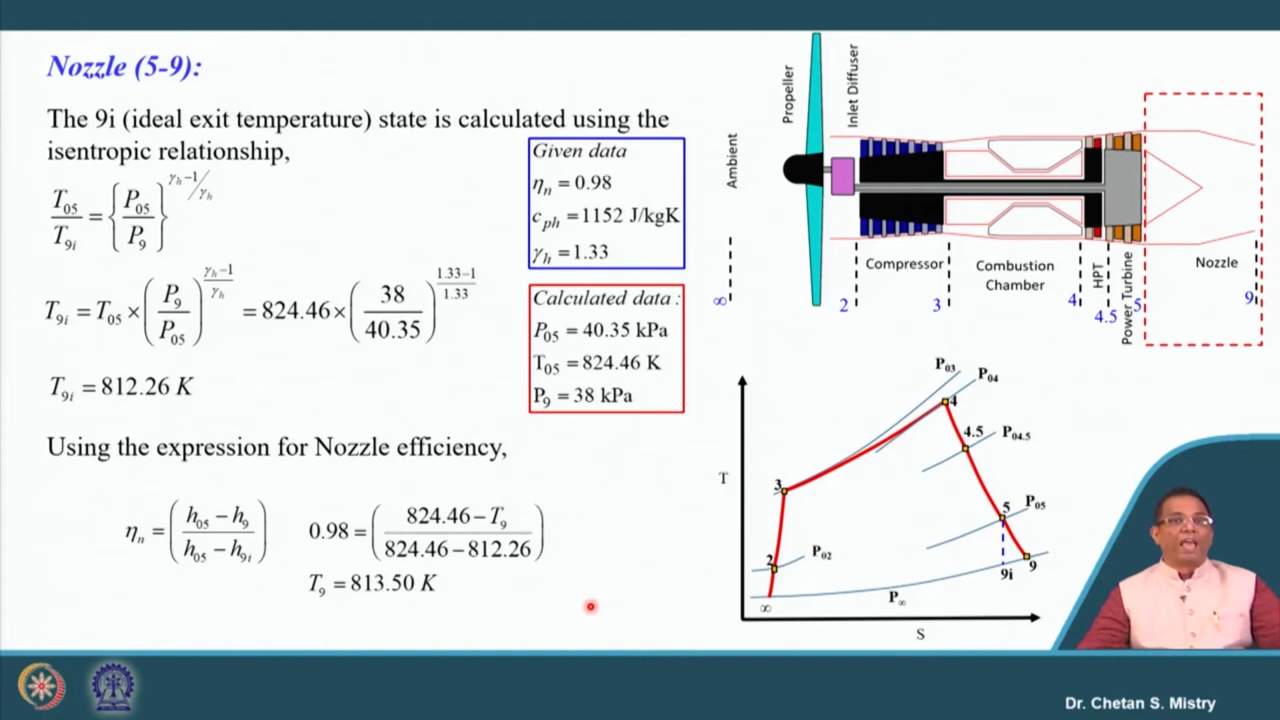 Nozzle (5-9):
The 9i (ideal exit temperature) state is calculated using the
isentropic relationship,
T₀₅/T₉ᵢ = {P₀₅/P₉}^(γₕ−1/γₕ)
T₉ᵢ = T₀₅ × (P₉/P₀₅)^((γₕ−1)/γₕ) = 824.46 × (38/40.35)^((1.33−1)/1.33)
T₉ᵢ = 812.26 K
Using the expression for Nozzle efficiency,
ηₙ = ((h₀₅ − h₉)/(h₀₅ − h₉ᵢ)) 0.98 = ((824.46 − T₉)/(824.46 − 812.26))
T₉ = 813.50 K
Given data
ηₙ = 0.98
c_ph = 1152 J/kgK
γₕ = 1.33
Calculated data :
P₀₅ = 40.35 kPa
T₀₅ = 824.46 K
P₉ = 38 kPa
Ambient
Propeller
Inlet Diffuser
Compressor
Combustion
Chamber
HPT
Power Turbine
Nozzle
∞ 2 3 4 4.5 5 9
P₀₃
P₀₄
4
4.5 P₀₄.₅
T
3
5 P₀₅
2 P₀₂
9i 9
P∞
∞
S
Dr. Chetan S. Mistry